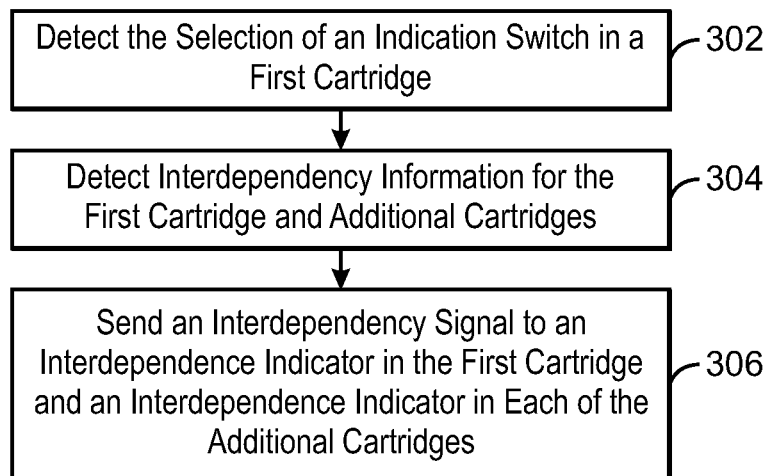 Detect the Selection of an Indication Switch in a
First Cartridge
302
Detect Interdependency Information for the
First Cartridge and Additional Cartridges
304
Send an Interdependency Signal to an
Interdependence Indicator in the First Cartridge
and an Interdependence Indicator in Each of the
Additional Cartridges
306